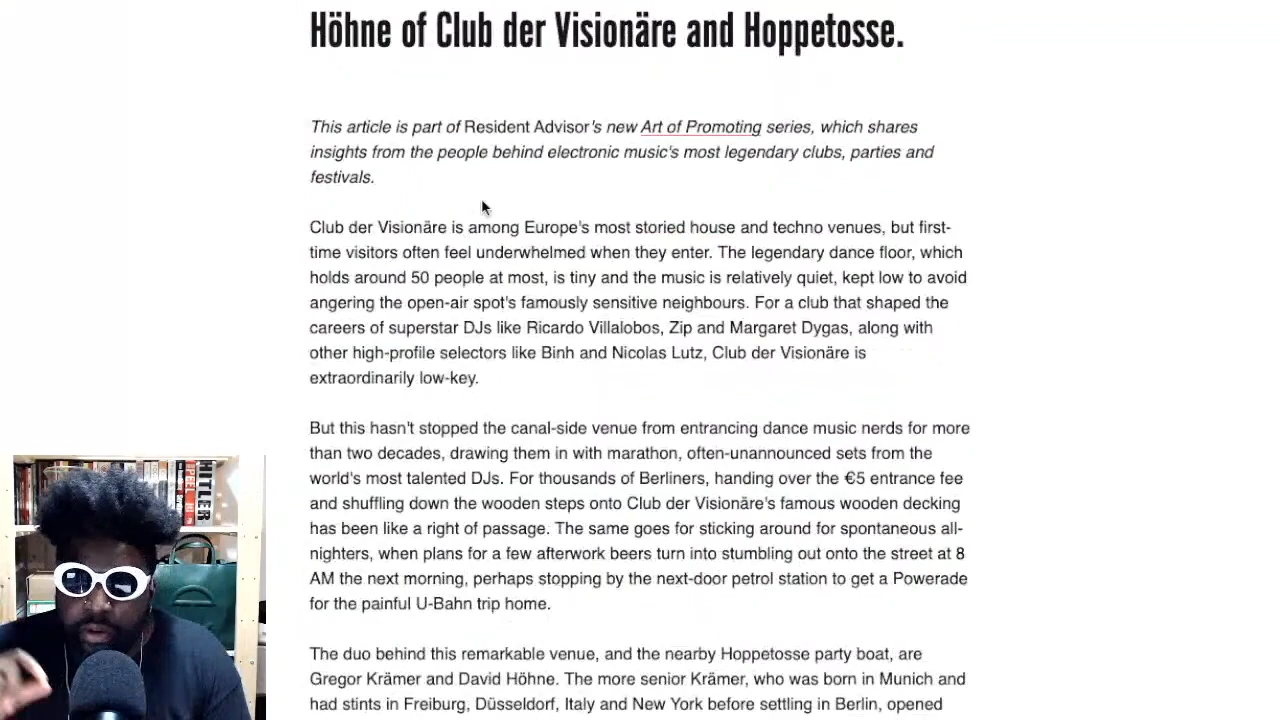 Höhne of Club der Visionäre and Hoppetosse.
This article is part of Resident Advisor's new Art of Promoting series, which shares
insights from the people behind electronic music's most legendary clubs, parties and
festivals.
Club der Visionäre is among Europe's most storied house and techno venues, but first-
time visitors often feel underwhelmed when they enter. The legendary dance floor, which
holds around 50 people at most, is tiny and the music is relatively quiet, kept low to avoid
angering the open-air spot's famously sensitive neighbours. For a club that shaped the
careers of superstar DJs like Ricardo Villalobos, Zip and Margaret Dygas, along with
other high-profile selectors like Binh and Nicolas Lutz, Club der Visionäre is
extraordinarily low-key.
But this hasn't stopped the canal-side venue from entrancing dance music nerds for more
than two decades, drawing them in with marathon, often-unannounced sets from the
world's most talented DJs. For thousands of Berliners, handing over the €5 entrance fee
and shuffling down the wooden steps onto Club der Visionäre's famous wooden decking
has been like a right of passage. The same goes for sticking around for spontaneous all-
nighters, when plans for a few afterwork beers turn into stumbling out onto the street at 8
AM the next morning, perhaps stopping by the next-door petrol station to get a Powerade
for the painful U-Bahn trip home.
The duo behind this remarkable venue, and the nearby Hoppetosse party boat, are
Gregor Krämer and David Höhne. The more senior Krämer, who was born in Munich and
had stints in Freiburg, Düsseldorf, Italy and New York before settling in Berlin, opened
SPEER
HITLER